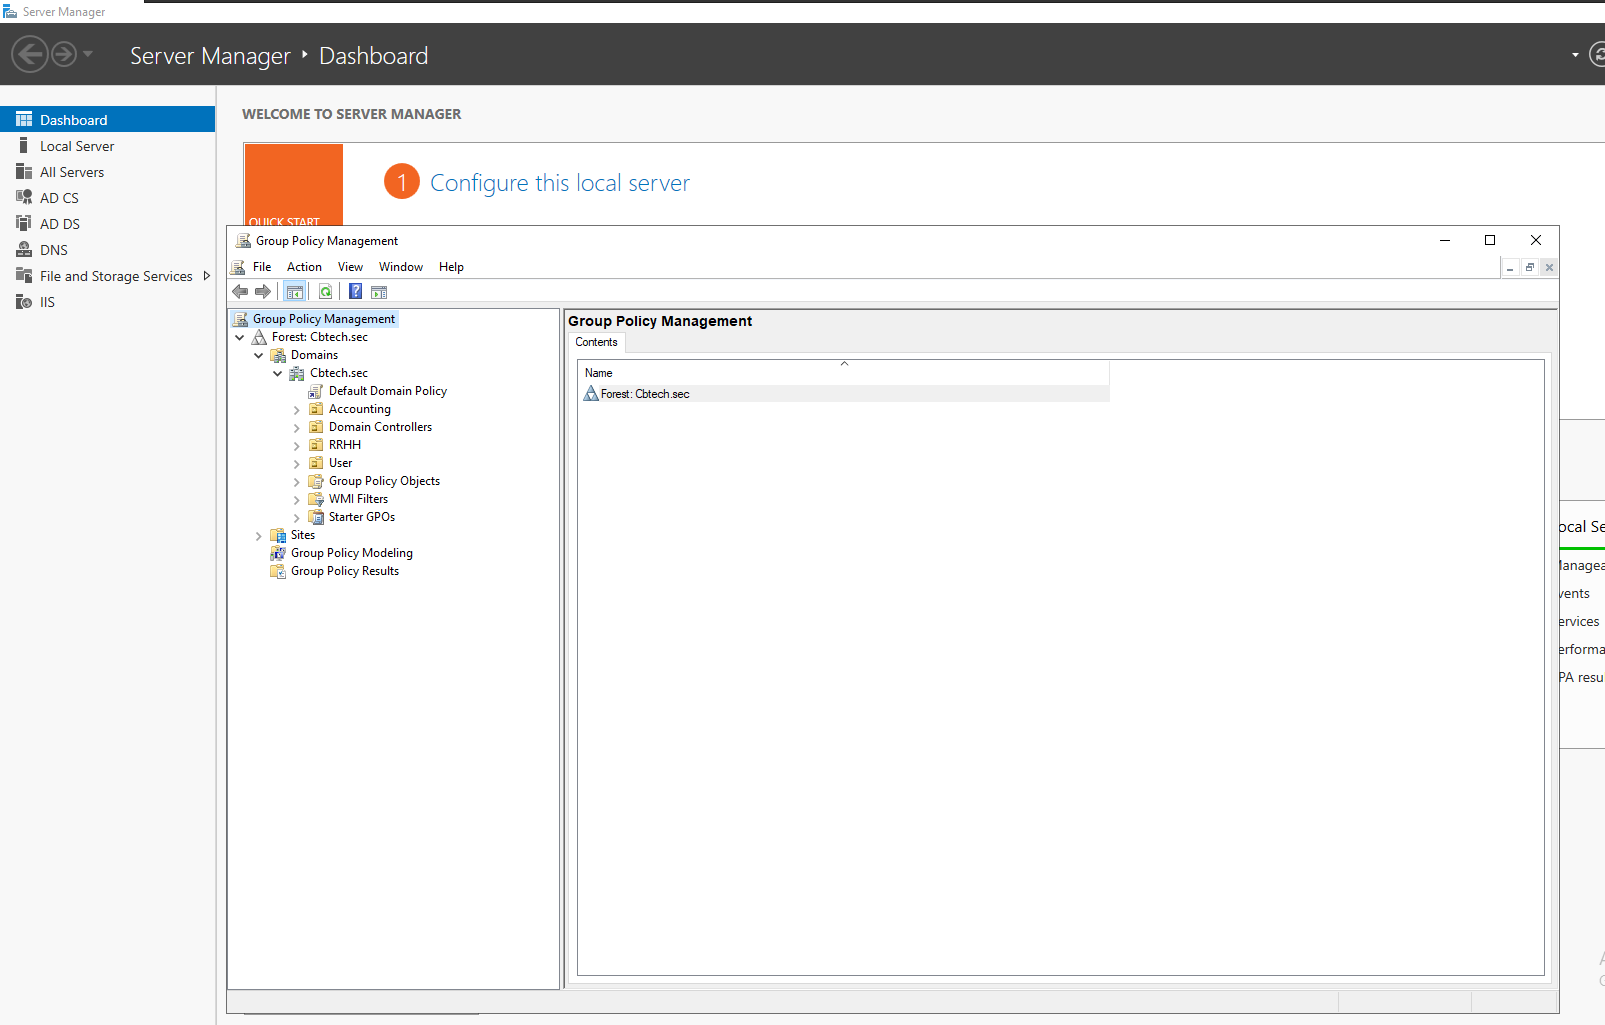 Server Manager
Server Manager ‣ Dashboard
Dashboard
Local Server
All Servers
AD CS
AD DS
DNS
File and Storage Services
IIS
WELCOME TO SERVER MANAGER
QUICK START
1 Configure this local server
Group Policy Management
File Action View Window Help
Group Policy Management
Forest: Cbtech.sec
Domains
Cbtech.sec
Default Domain Policy
Accounting
Domain Controllers
RRHH
User
Group Policy Objects
WMI Filters
Starter GPOs
Sites
Group Policy Modeling
Group Policy Results
Group Policy Management
Contents
Name
Forest: Cbtech.sec
ocal Se
Managea
vents
ervices
erforma
PA resu